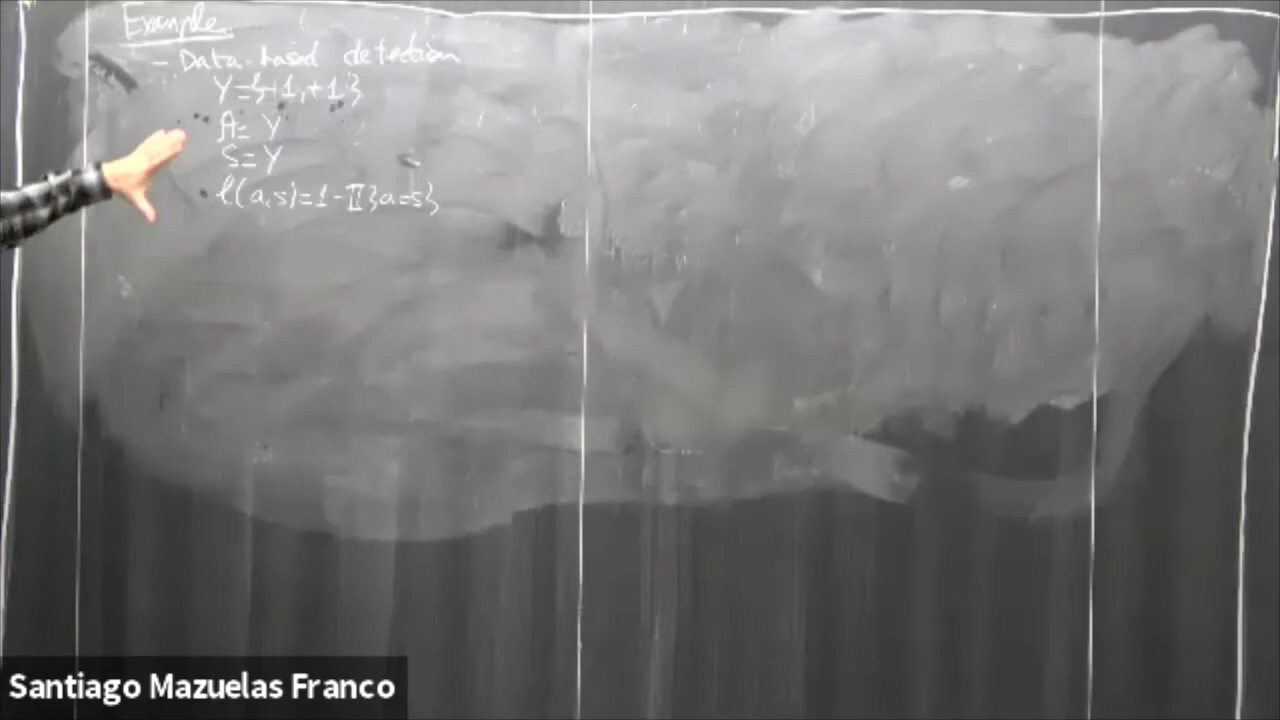 Example
- Data-based detection
Y={-1,+1}
A= Y
S= Y
l(a,s)=1-𝕀{a=s}
Santiago Mazuelas Franco